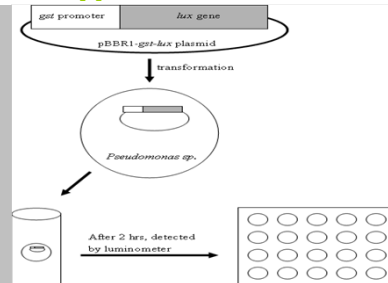 gst promoter lux gene
pBBR1-gst-lux plasmid
transformation
Pseudomonas sp.
After 2 hrs, detected
by luminometer